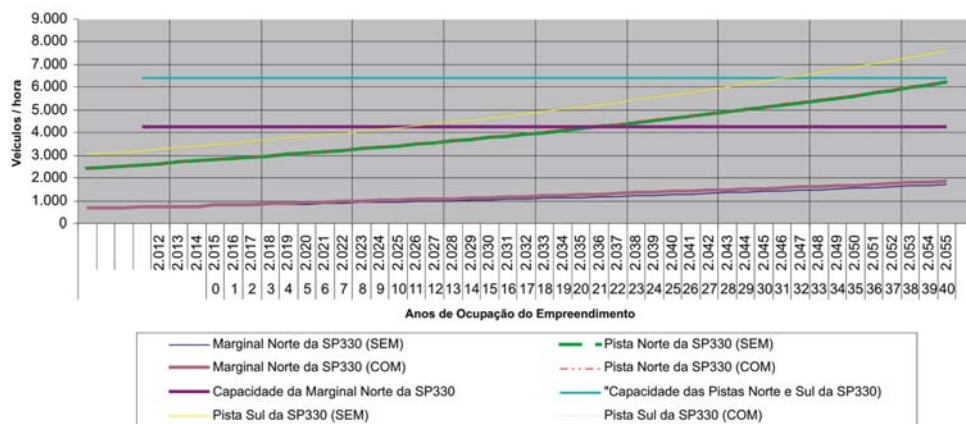 9.000
8.000
7.000
6.000
5.000
4.000
3.000
2.000
1.000
0
Veículos / hora
2.012 2.013 2.014 2.015 2.016 2.017 2.018 2.019 2.020 2.021 2.022 2.023 2.024 2.025 2.026 2.027 2.028 2.029 2.030 2.031 2.032 2.033 2.034 2.035 2.036 2.037 2.038 2.039 2.040 2.041 2.042 2.043 2.044 2.045 2.046 2.047 2.048 2.049 2.050 2.051 2.052 2.053 2.054 2.055
0 1 2 3 4 5 6 7 8 9 10 11 12 13 14 15 16 17 18 19 20 21 22 23 24 25 26 27 28 29 30 31 32 33 34 35 36 37 38 39 40
Anos de Ocupação do Empreendimento
Marginal Norte da SP330 (SEM)
Pista Norte da SP330 (SEM)
Marginal Norte da SP330 (COM)
Pista Norte da SP330 (COM)
Capacidade da Marginal Norte da SP330
"Capacidade das Pistas Norte e Sul da SP330)
Pista Sul da SP330 (SEM)
Pista Sul da SP330 (COM)